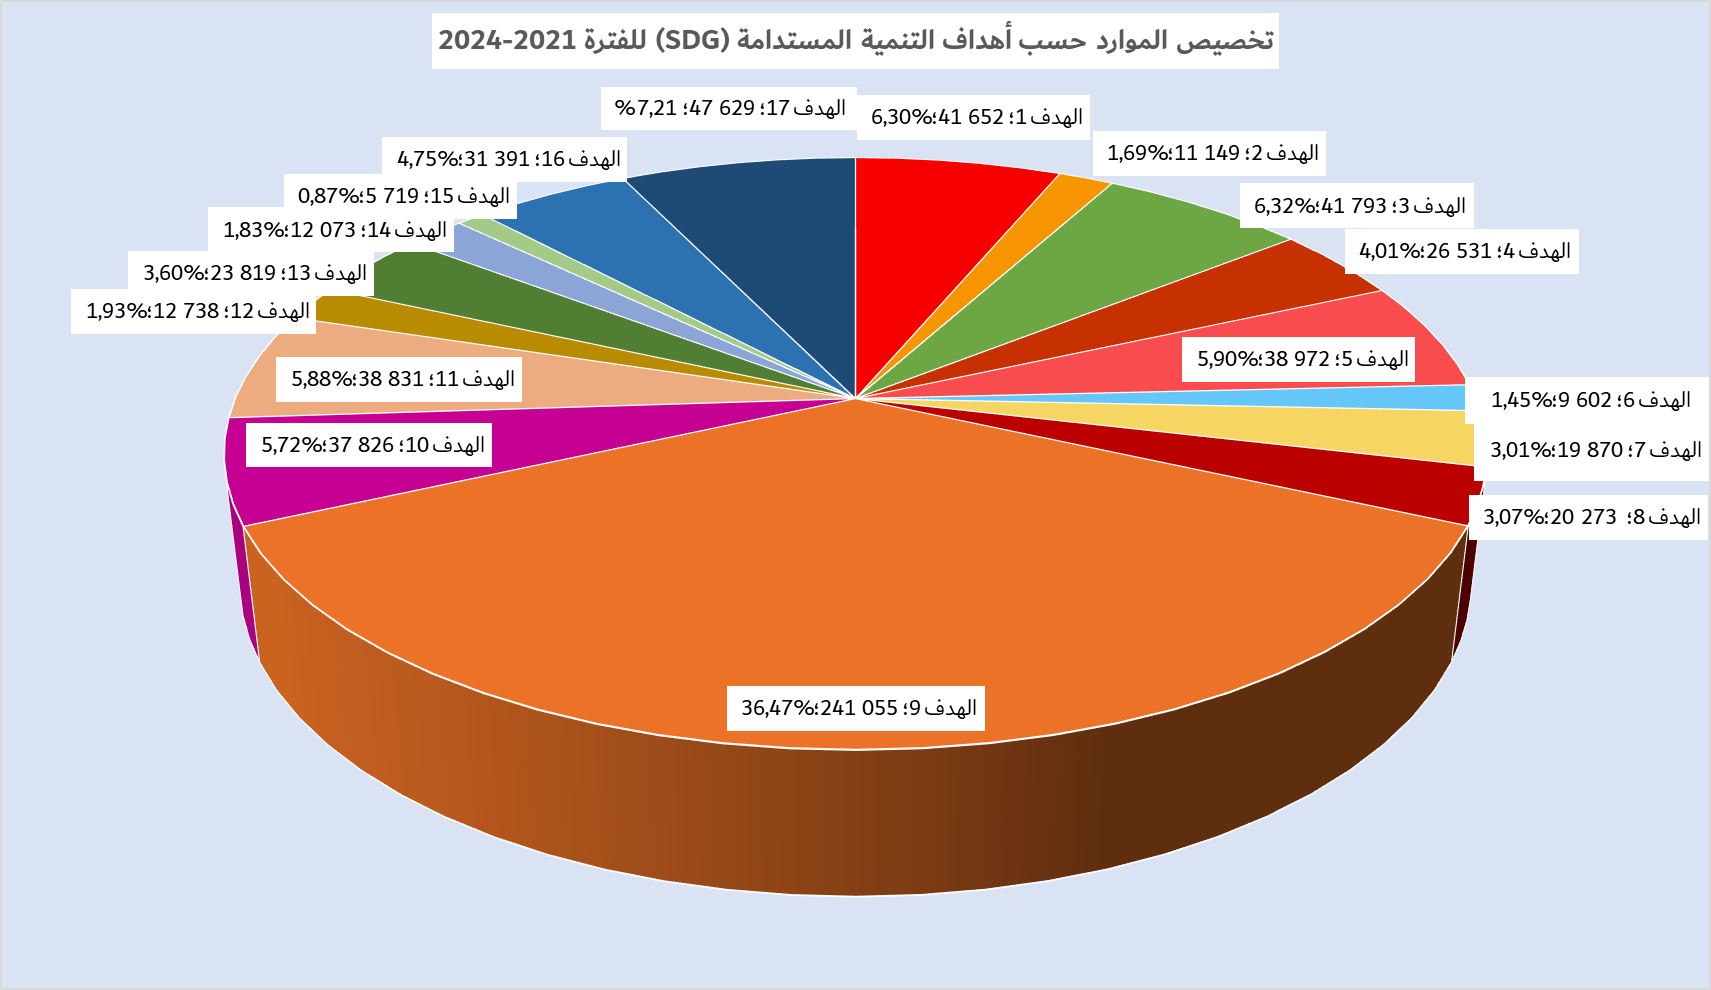 تخصيص الموارد حسب أهداف التنمية المستدامة (SDG) للفترة 2021-2024
الهدف 1؛ 652 41؛6,30%
الهدف 2؛ 149 11؛1,69%
الهدف 3؛ 793 41؛6,32%
الهدف 4؛ 531 26؛4,01%
الهدف 5؛ 972 38؛5,90%
الهدف 6؛ 602 9؛1,45%
الهدف 7؛ 870 19؛3,01%
الهدف 8؛ 273 20؛3,07%
الهدف 9؛ 055 241؛36,47%
الهدف 10؛ 826 37؛5,72%
الهدف 11؛ 831 38؛5,88%
الهدف 12؛ 738 12؛1,93%
الهدف 13؛ 819 23؛3,60%
الهدف 14؛ 073 12؛1,83%
الهدف 15؛ 719 5؛0,87%
الهدف 16؛ 391 31؛4,75%
الهدف 17؛ 629 47؛ 7,21%